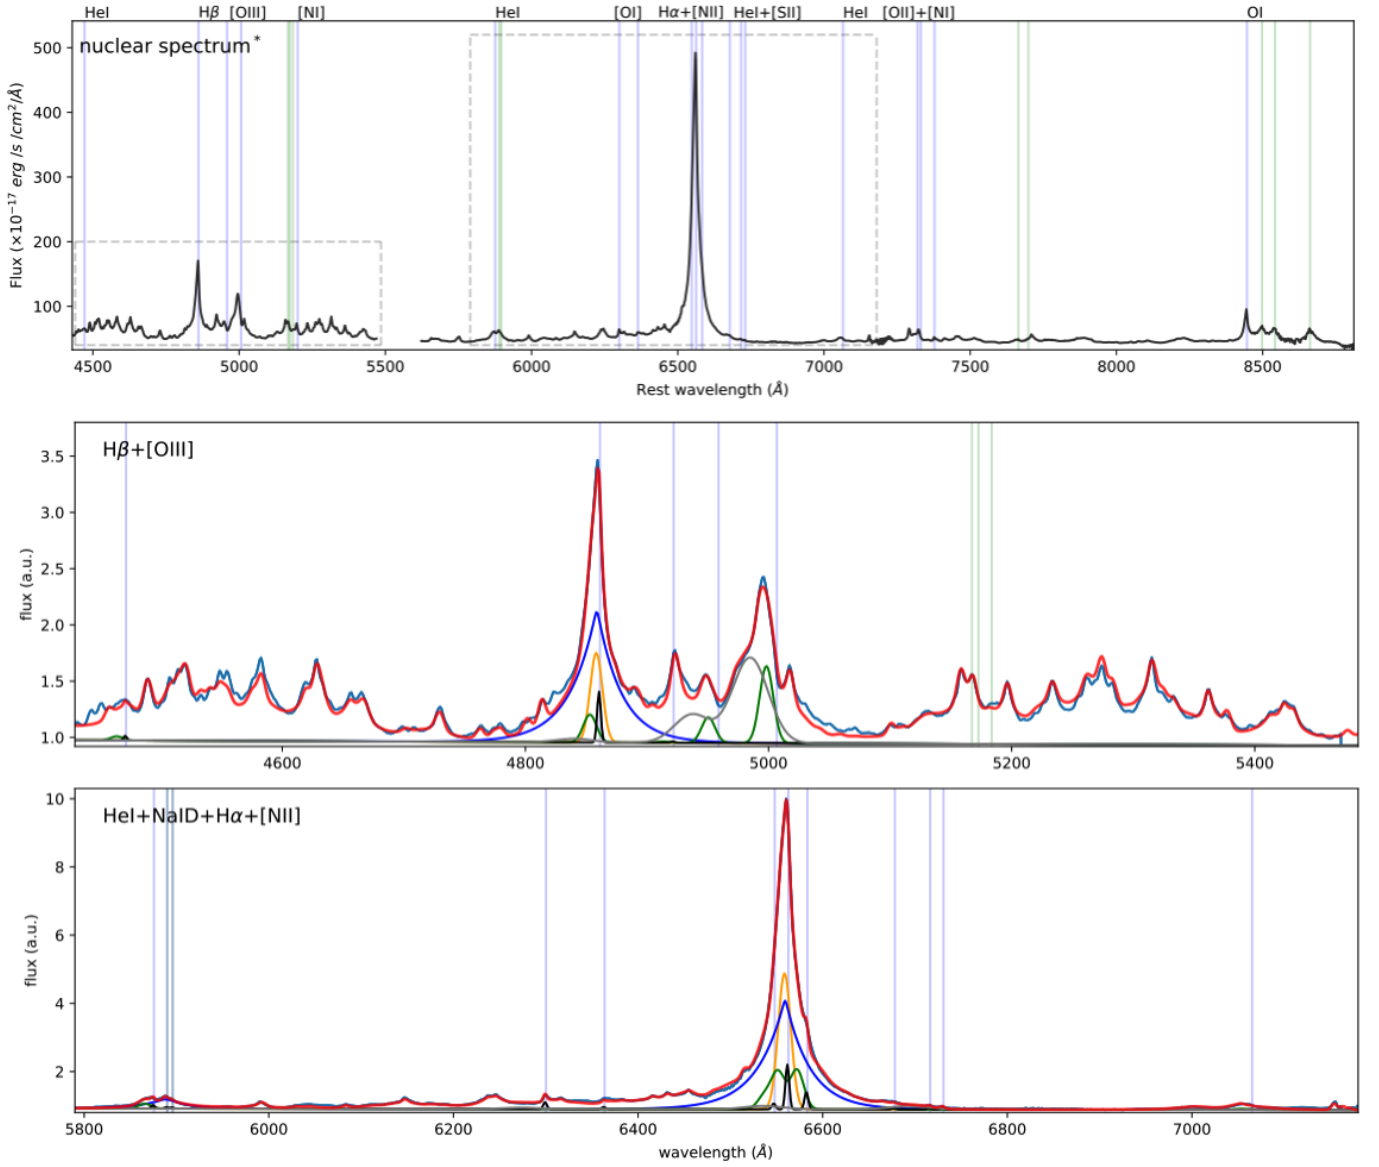 HeI Hβ [OIII] [NI] HeI [OI] Hα+[NII] HeI+[SII] HeI [OII]+[NI] OI
nuclear spectrum*
Flux (×10⁻¹⁷ erg /s /cm²/Å)
500
400
300
200
100
4500 5000 5500 6000 6500 7000 7500 8000 8500
Rest wavelength (Å)
Hβ+[OIII]
flux (a.u.)
3.5
3.0
2.5
2.0
1.5
1.0
4600 4800 5000 5200 5400
HeI+NaID+Hα+[NII]
flux (a.u.)
10
8
6
4
2
5800 6000 6200 6400 6600 6800 7000
wavelength (Å)